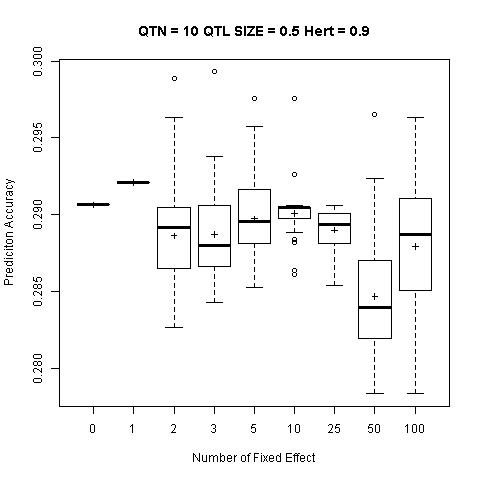 QTN = 10 QTL SIZE = 0.5 Hert = 0.9
Prediciton Accuracy
0.300
0.295
0.290
0.285
0.280
0 1 2 3 5 10 25 50 100
Number of Fixed Effect